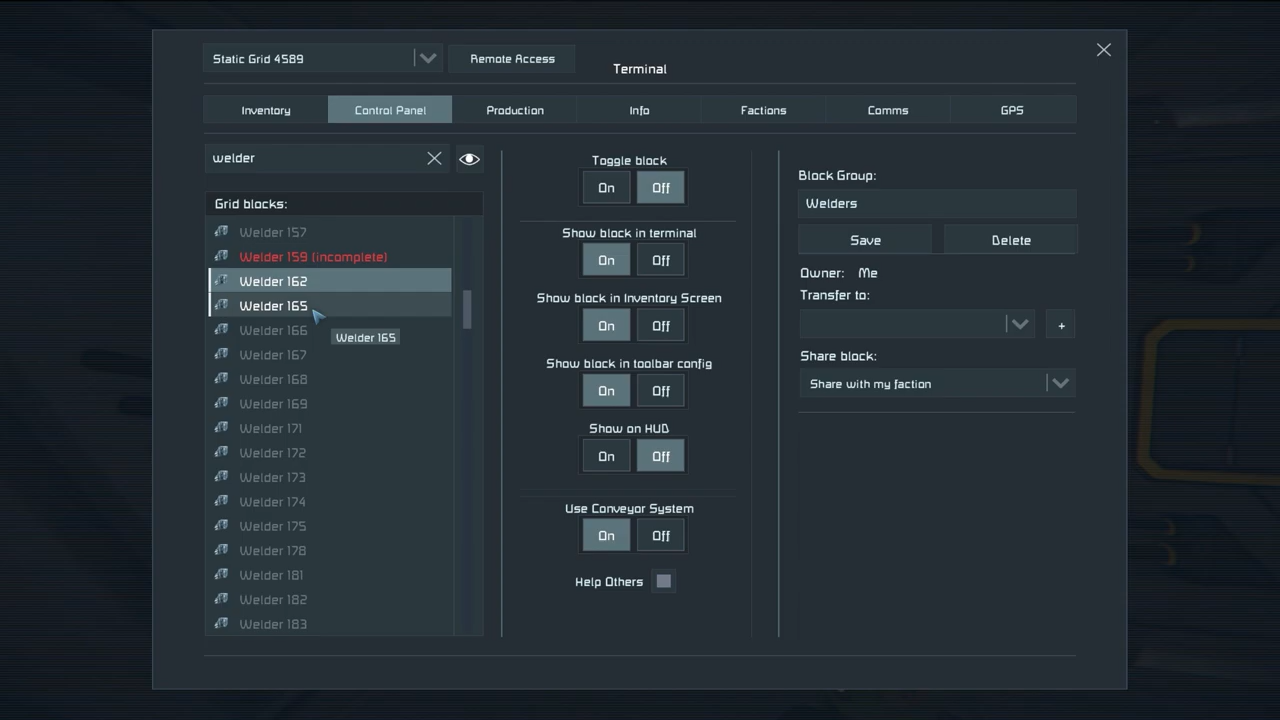 Static Grid 4589
Remote Access
Terminal
Inventory
Control Panel
Production
Info
Factions
Comms
GPS
welder
Grid blocks:
Welder 157
Welder 159 (incomplete)
Welder 162
Welder 165
Welder 165
Welder 166
Welder 167
Welder 168
Welder 169
Welder 171
Welder 172
Welder 173
Welder 174
Welder 175
Welder 178
Welder 181
Welder 182
Welder 183
Toggle block
On Off
Show block in terminal
On Off
Show block in Inventory Screen
On Off
Show block in toolbar config
On Off
Show on HUD
On Off
Use Conveyor System
On Off
Help Others
Block Group:
Welders
Save Delete
Owner: Me
Transfer to:
+
Share block:
Share with my faction